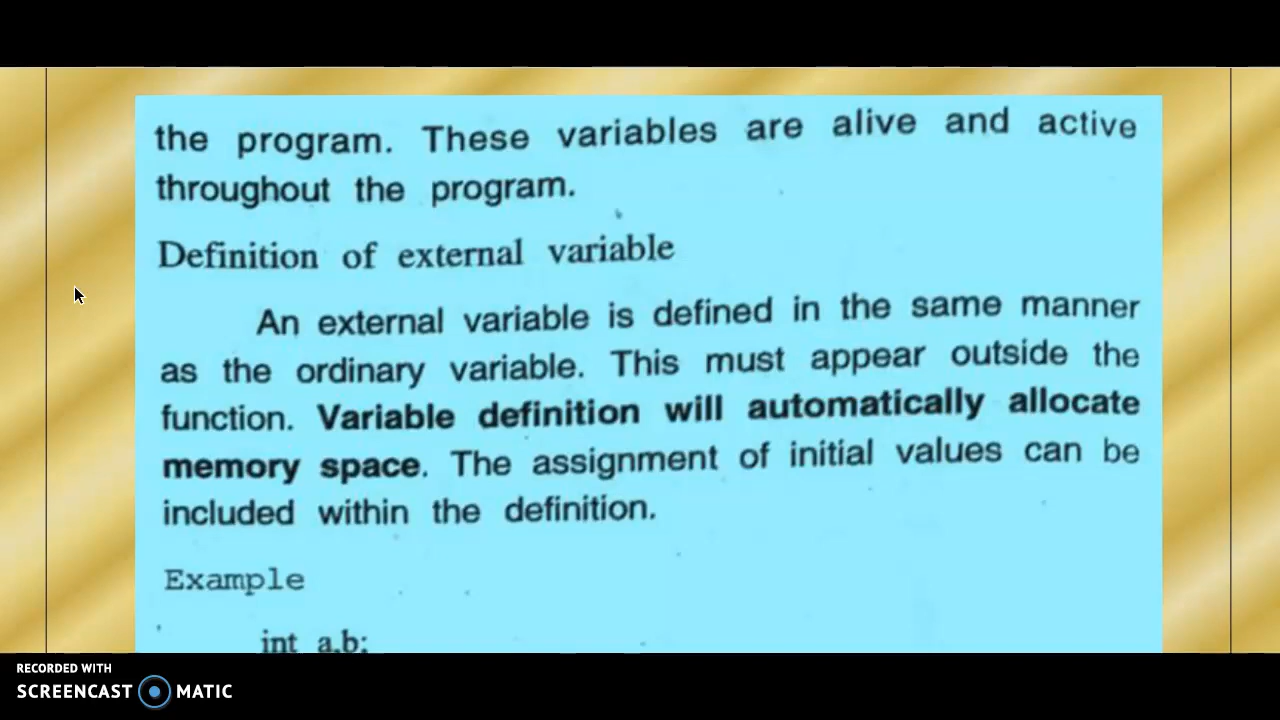 the program. These variables are alive and active
throughout the program.
Definition of external variable
An external variable is defined in the same manner
as the ordinary variable. This must appear outside the
function. Variable definition will automatically allocate
memory space. The assignment of initial values can be
included within the definition.
Example
int a,b;
RECORDED WITH
SCREENCAST MATIC